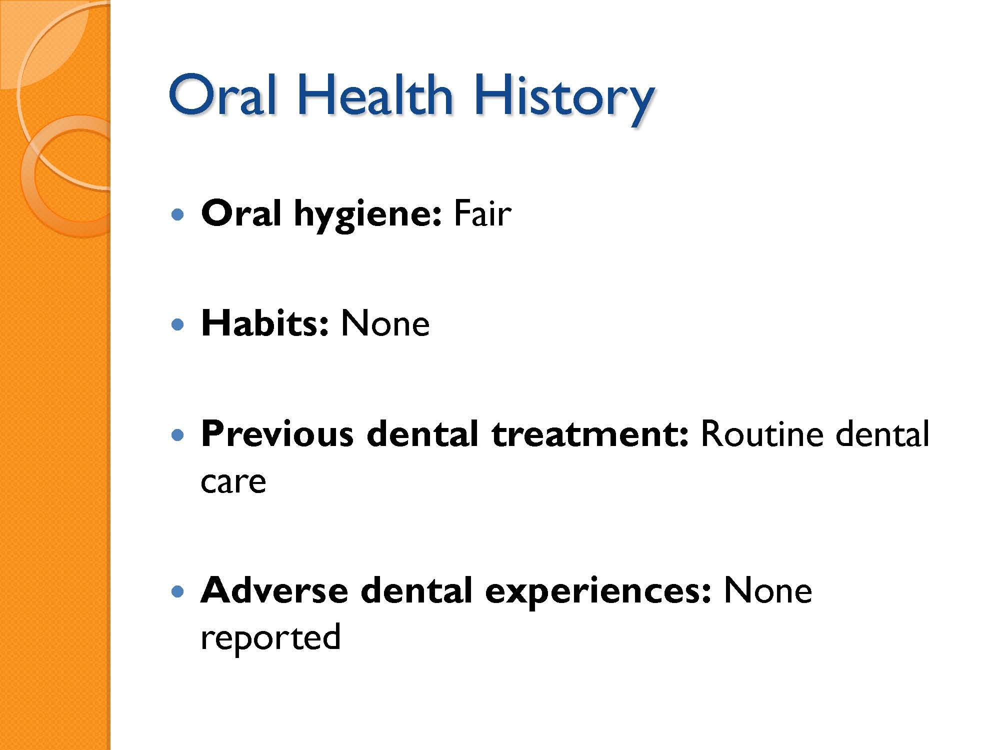 Oral Health History
• Oral hygiene: Fair
• Habits: None
• Previous dental treatment: Routine dental
care
• Adverse dental experiences: None
reported